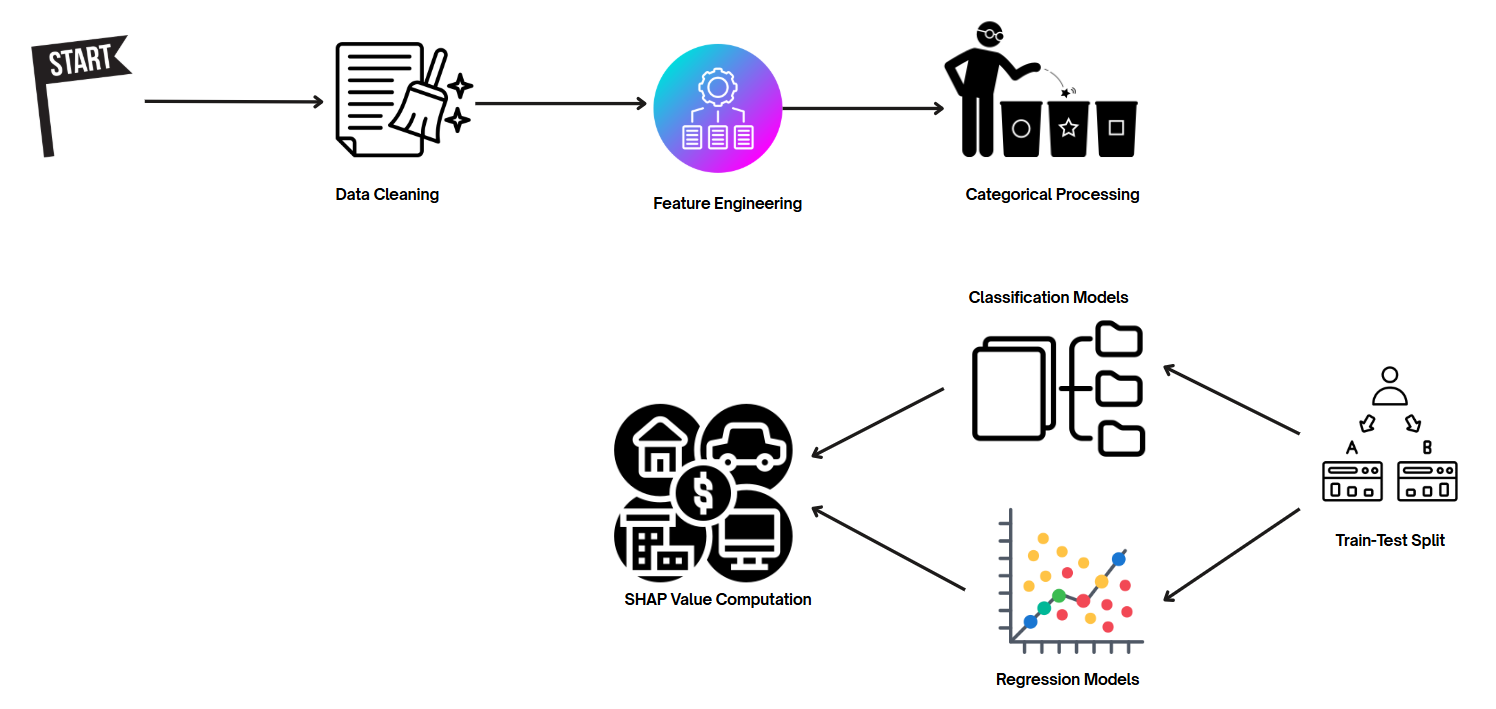 START
Data Cleaning
Feature Engineering
Categorical Processing
Classification Models
A
B
Train-Test Split
$
SHAP Value Computation
Regression Models